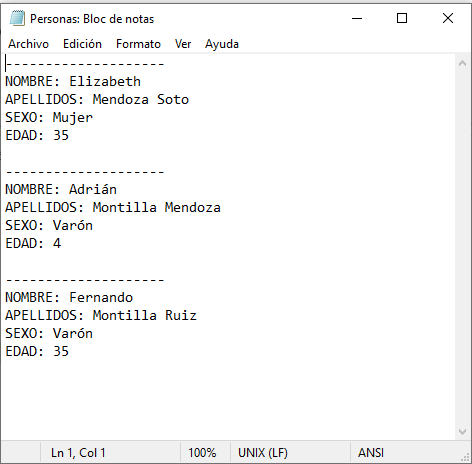 Personas: Bloc de notas
Archivo Edición Formato Ver Ayuda
--------------------
NOMBRE: Elizabeth
APELLIDOS: Mendoza Soto
SEXO: Mujer
EDAD: 35
--------------------
NOMBRE: Adrián
APELLIDOS: Montilla Mendoza
SEXO: Varón
EDAD: 4
--------------------
NOMBRE: Fernando
APELLIDOS: Montilla Ruiz
SEXO: Varón
EDAD: 35
Ln 1, Col 1 100% UNIX (LF) ANSI